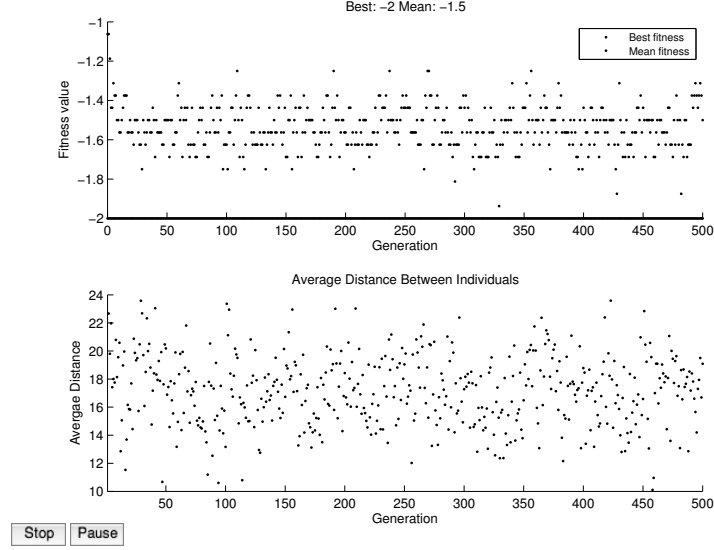 Best: −2 Mean: −1.5
−1
−1.2
−1.4
−1.6
−1.8
−2
Fitness value
Best fitness
Mean fitness
0 50 100 150 200 250 300 350 400 450 500
Generation
Average Distance Between Individuals
24
22
20
18
16
14
12
10
Avergae Distance
50 100 150 200 250 300 350 400 450 500
Generation
Stop Pause